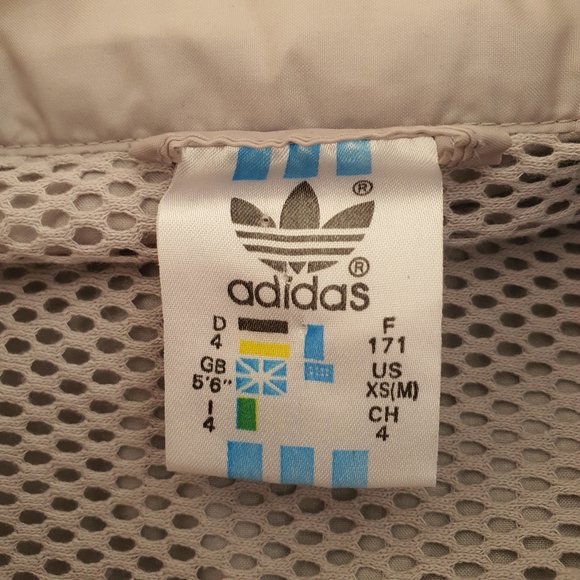 ®
®
adidas
D
4
GB
5'6"
I
4
F
171
US
XS(M)
CH
4